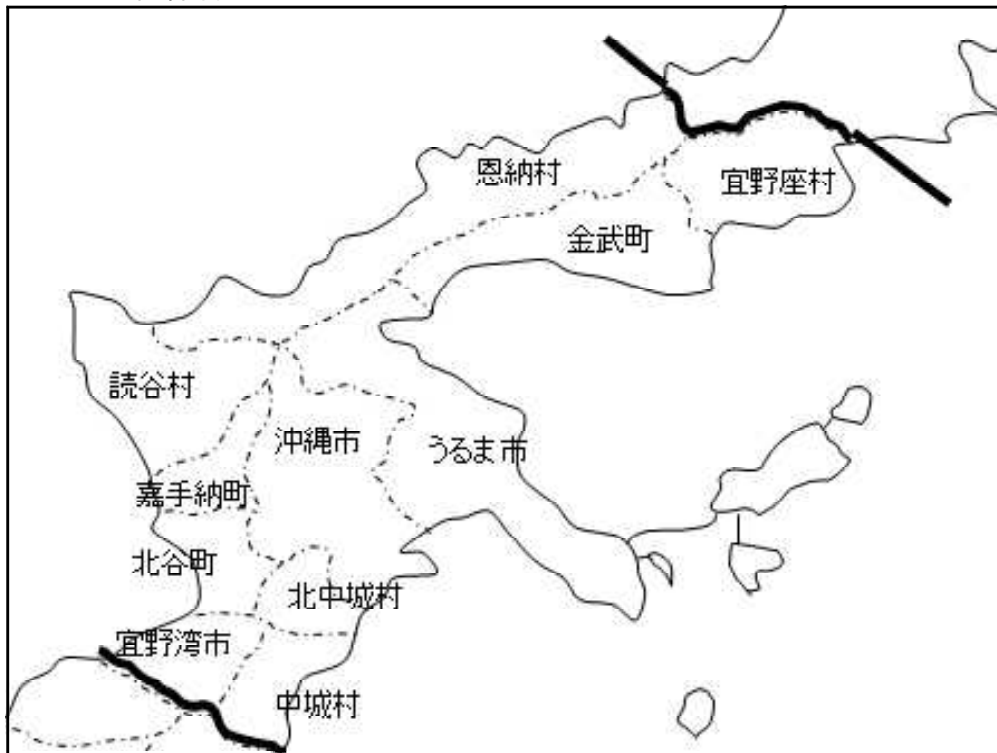 恩納村
宜野座村
金武町
読谷村
沖縄市
うるま市
嘉手納町
北谷町
北中城村
宜野湾市
中城村